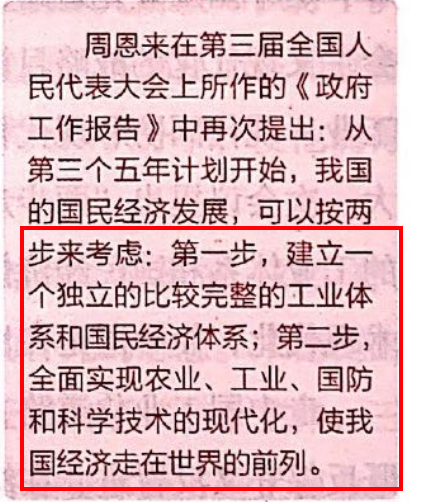 周恩来在第三届全国人
民代表大会上所作的《政府
工作报告》中再次提出：从
第三个五年计划开始，我国
的国民经济发展，可以按两
步来考虑：第一步，建立一
个独立的比较完整的工业体
系和国民经济体系；第二步，
全面实现农业、工业、国防
和科学技术的现代化，使我
国经济走在世界的前列。